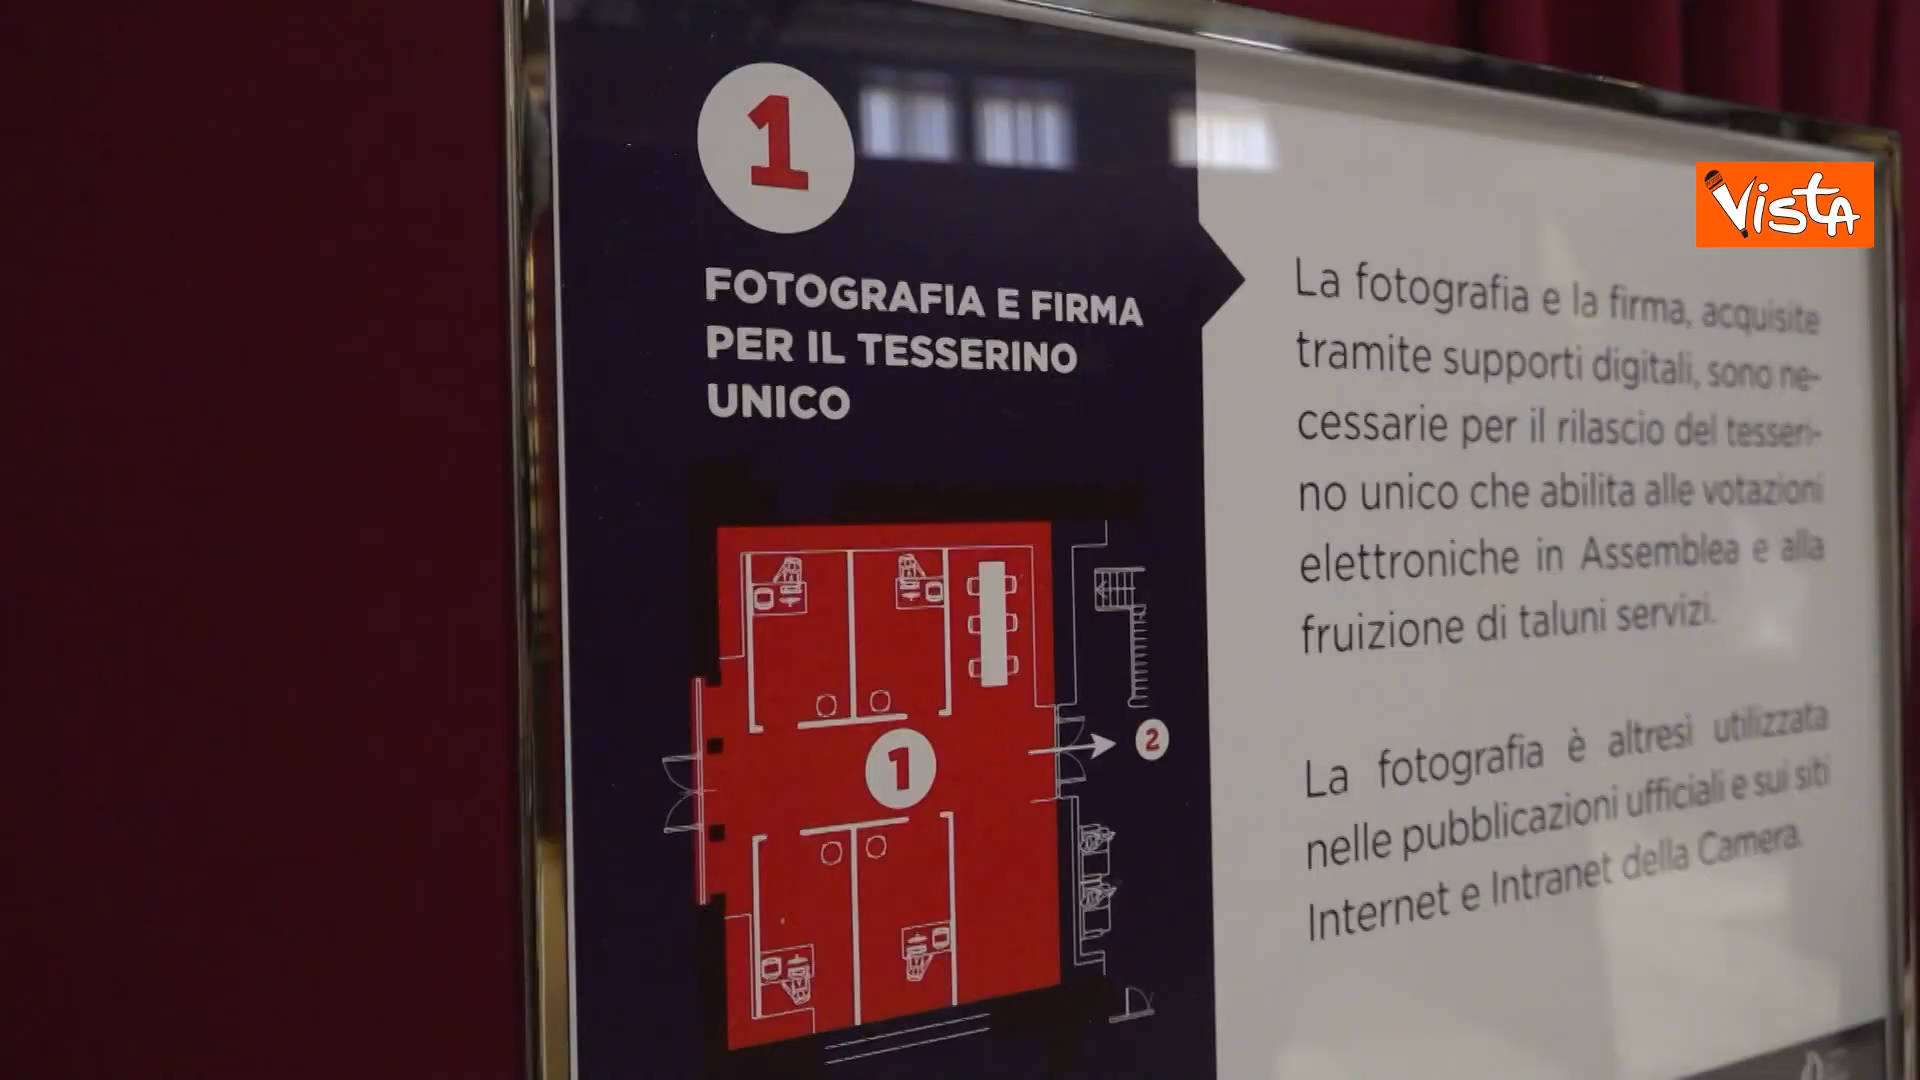 1
FOTOGRAFIA E FIRMA
PER IL TESSERINO
UNICO
1
2
La fotografia e la firma, acquisite
tramite supporti digitali, sono ne-
cessarie per il rilascio del tesseri-
no unico che abilita alle votazioni
elettroniche in Assemblea e alla
fruizione di taluni servizi.
La fotografia è altresì utilizzata
nelle pubblicazioni ufficiali e sui siti
Internet e Intranet della Camera.
VISTA